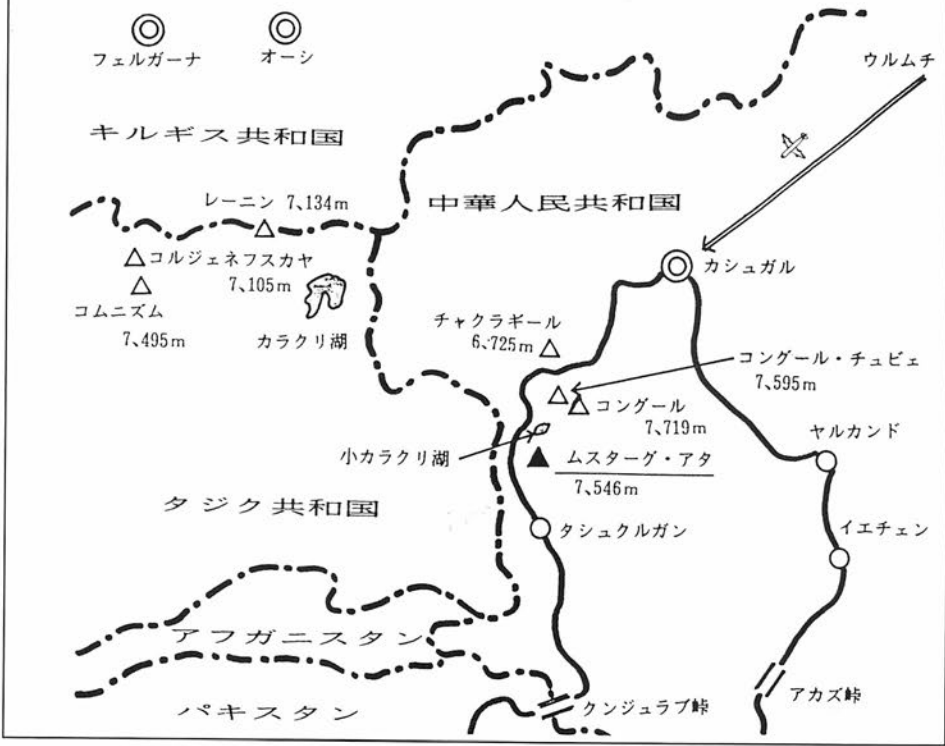 フェルガーナ
オーシ
ウルムチ
キルギス共和国
レーニン 7,134m
中華人民共和国
コルジェネフスカヤ
7,105m
カシュガル
コムニズム
7,495m
カラクリ湖
チャクラギール
6,725m
コングール・チュビェ
7,595m
コングール
7,719m
ヤルカンド
小カラクリ湖
ムスターグ・アタ
7,546m
タジク共和国
タシュクルガン
イエチェン
アフガニスタン
パキスタン
クンジュラブ峠
アカズ峠